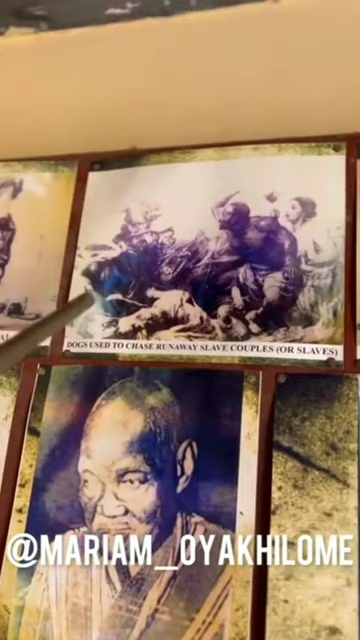 DOGS USED TO CHASE RUNAWAY SLAVE COUPLES (OR SLAVES)
@MARIAM_OYAKHILOME